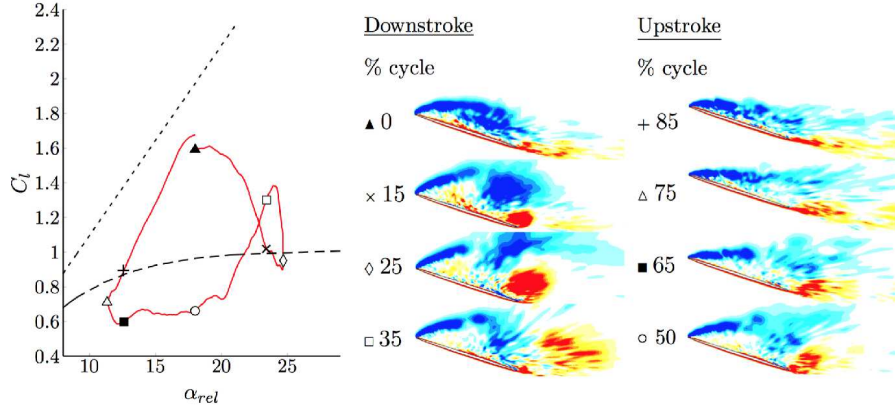 2.4
2.2
2
1.8
1.6
1.4
1.2
1
0.8
0.6
0.4
C_l
10 15 20 25
α_rel
Downstroke
% cycle
▲ 0
× 15
◊ 25
□ 35
Upstroke
% cycle
+ 85
△ 75
■ 65
○ 50